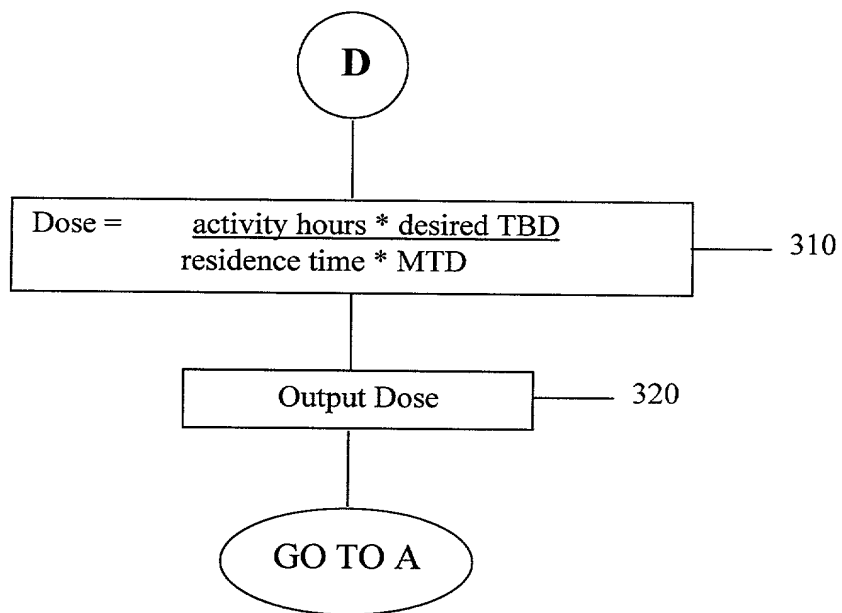 D
Dose = activity hours * desired TBD
residence time * MTD
310
Output Dose
320
GO TO A